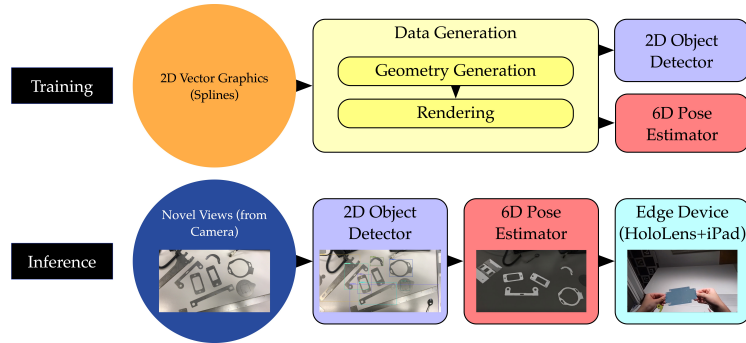 Training
2D Vector Graphics
(Splines)
Data Generation
Geometry Generation
Rendering
2D Object
Detector
6D Pose
Estimator
Inference
Novel Views (from
Camera)
2D Object
Detector
6D Pose
Estimator
Edge Device
(HoloLens+iPad)